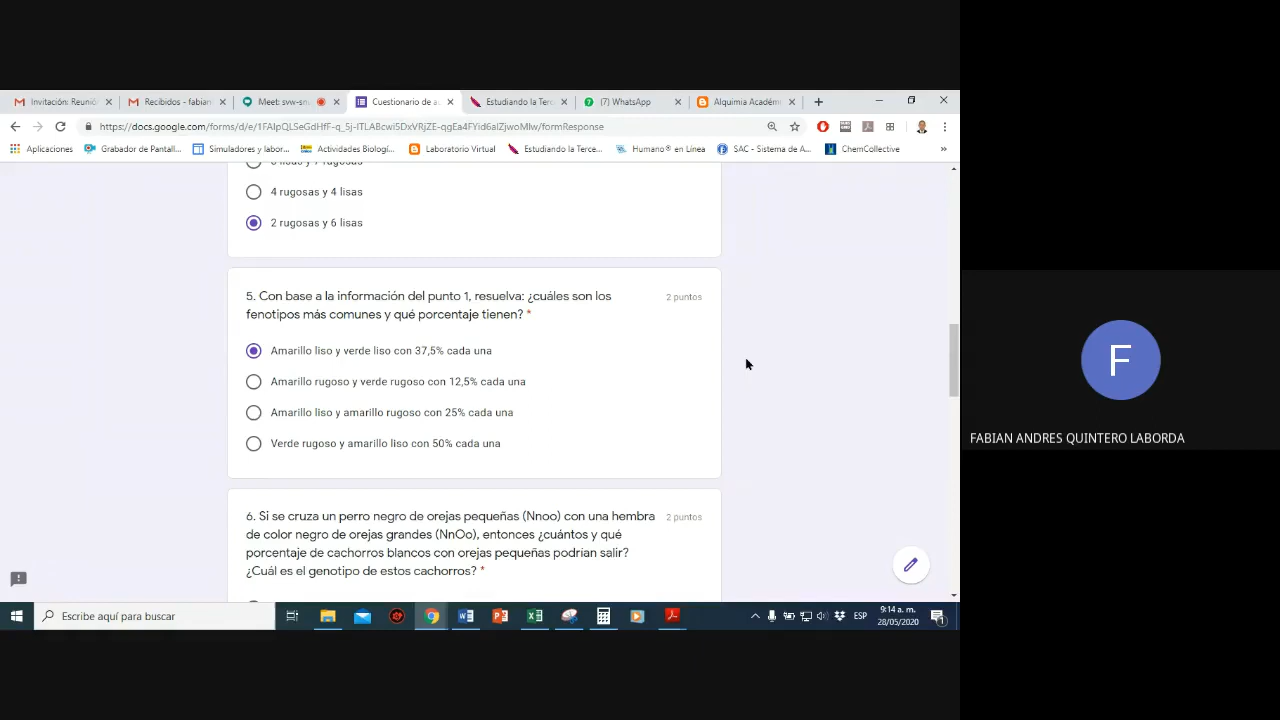 Invitación: Reunió
Recibidos - fabian
Meet: svw-sn
Cuestionario de au
Estudiando la Terc
(7) WhatsApp
Alquimia Académ
https://docs.google.com/forms/d/e/
/formResponse
Aplicaciones
Grabador de Pantall...
Simuladores y labor...
Actividades Biologí...
Laboratorio Virtual
Estudiando la Terce...
Humano® en Línea
SAC - Sistema de A...
ChemCollective
»
4 rugosas y 4 lisas
2 rugosas y 6 lisas
5. Con base a la información del punto 1, resuelva: ¿cuáles son los
fenotipos más comunes y qué porcentaje tienen? *
2 puntos
Amarillo liso y verde liso con 37,5% cada una
Amarillo rugoso y verde rugoso con 12,5% cada una
Amarillo liso y amarillo rugoso con 25% cada una
Verde rugoso y amarillo liso con 50% cada una
6. Si se cruza un perro negro de orejas pequeñas (Nnoo) con una hembra
de color negro de orejas grandes (NnOo), entonces ¿cuántos y qué
porcentaje de cachorros blancos con orejas pequeñas podrían salir?
¿Cuál es el genotipo de estos cachorros? *
2 puntos
Escribe aquí para buscar
ESP
9:14 a. m.
28/05/2020
1
F
FABIAN ANDRES QUINTERO LABORDA